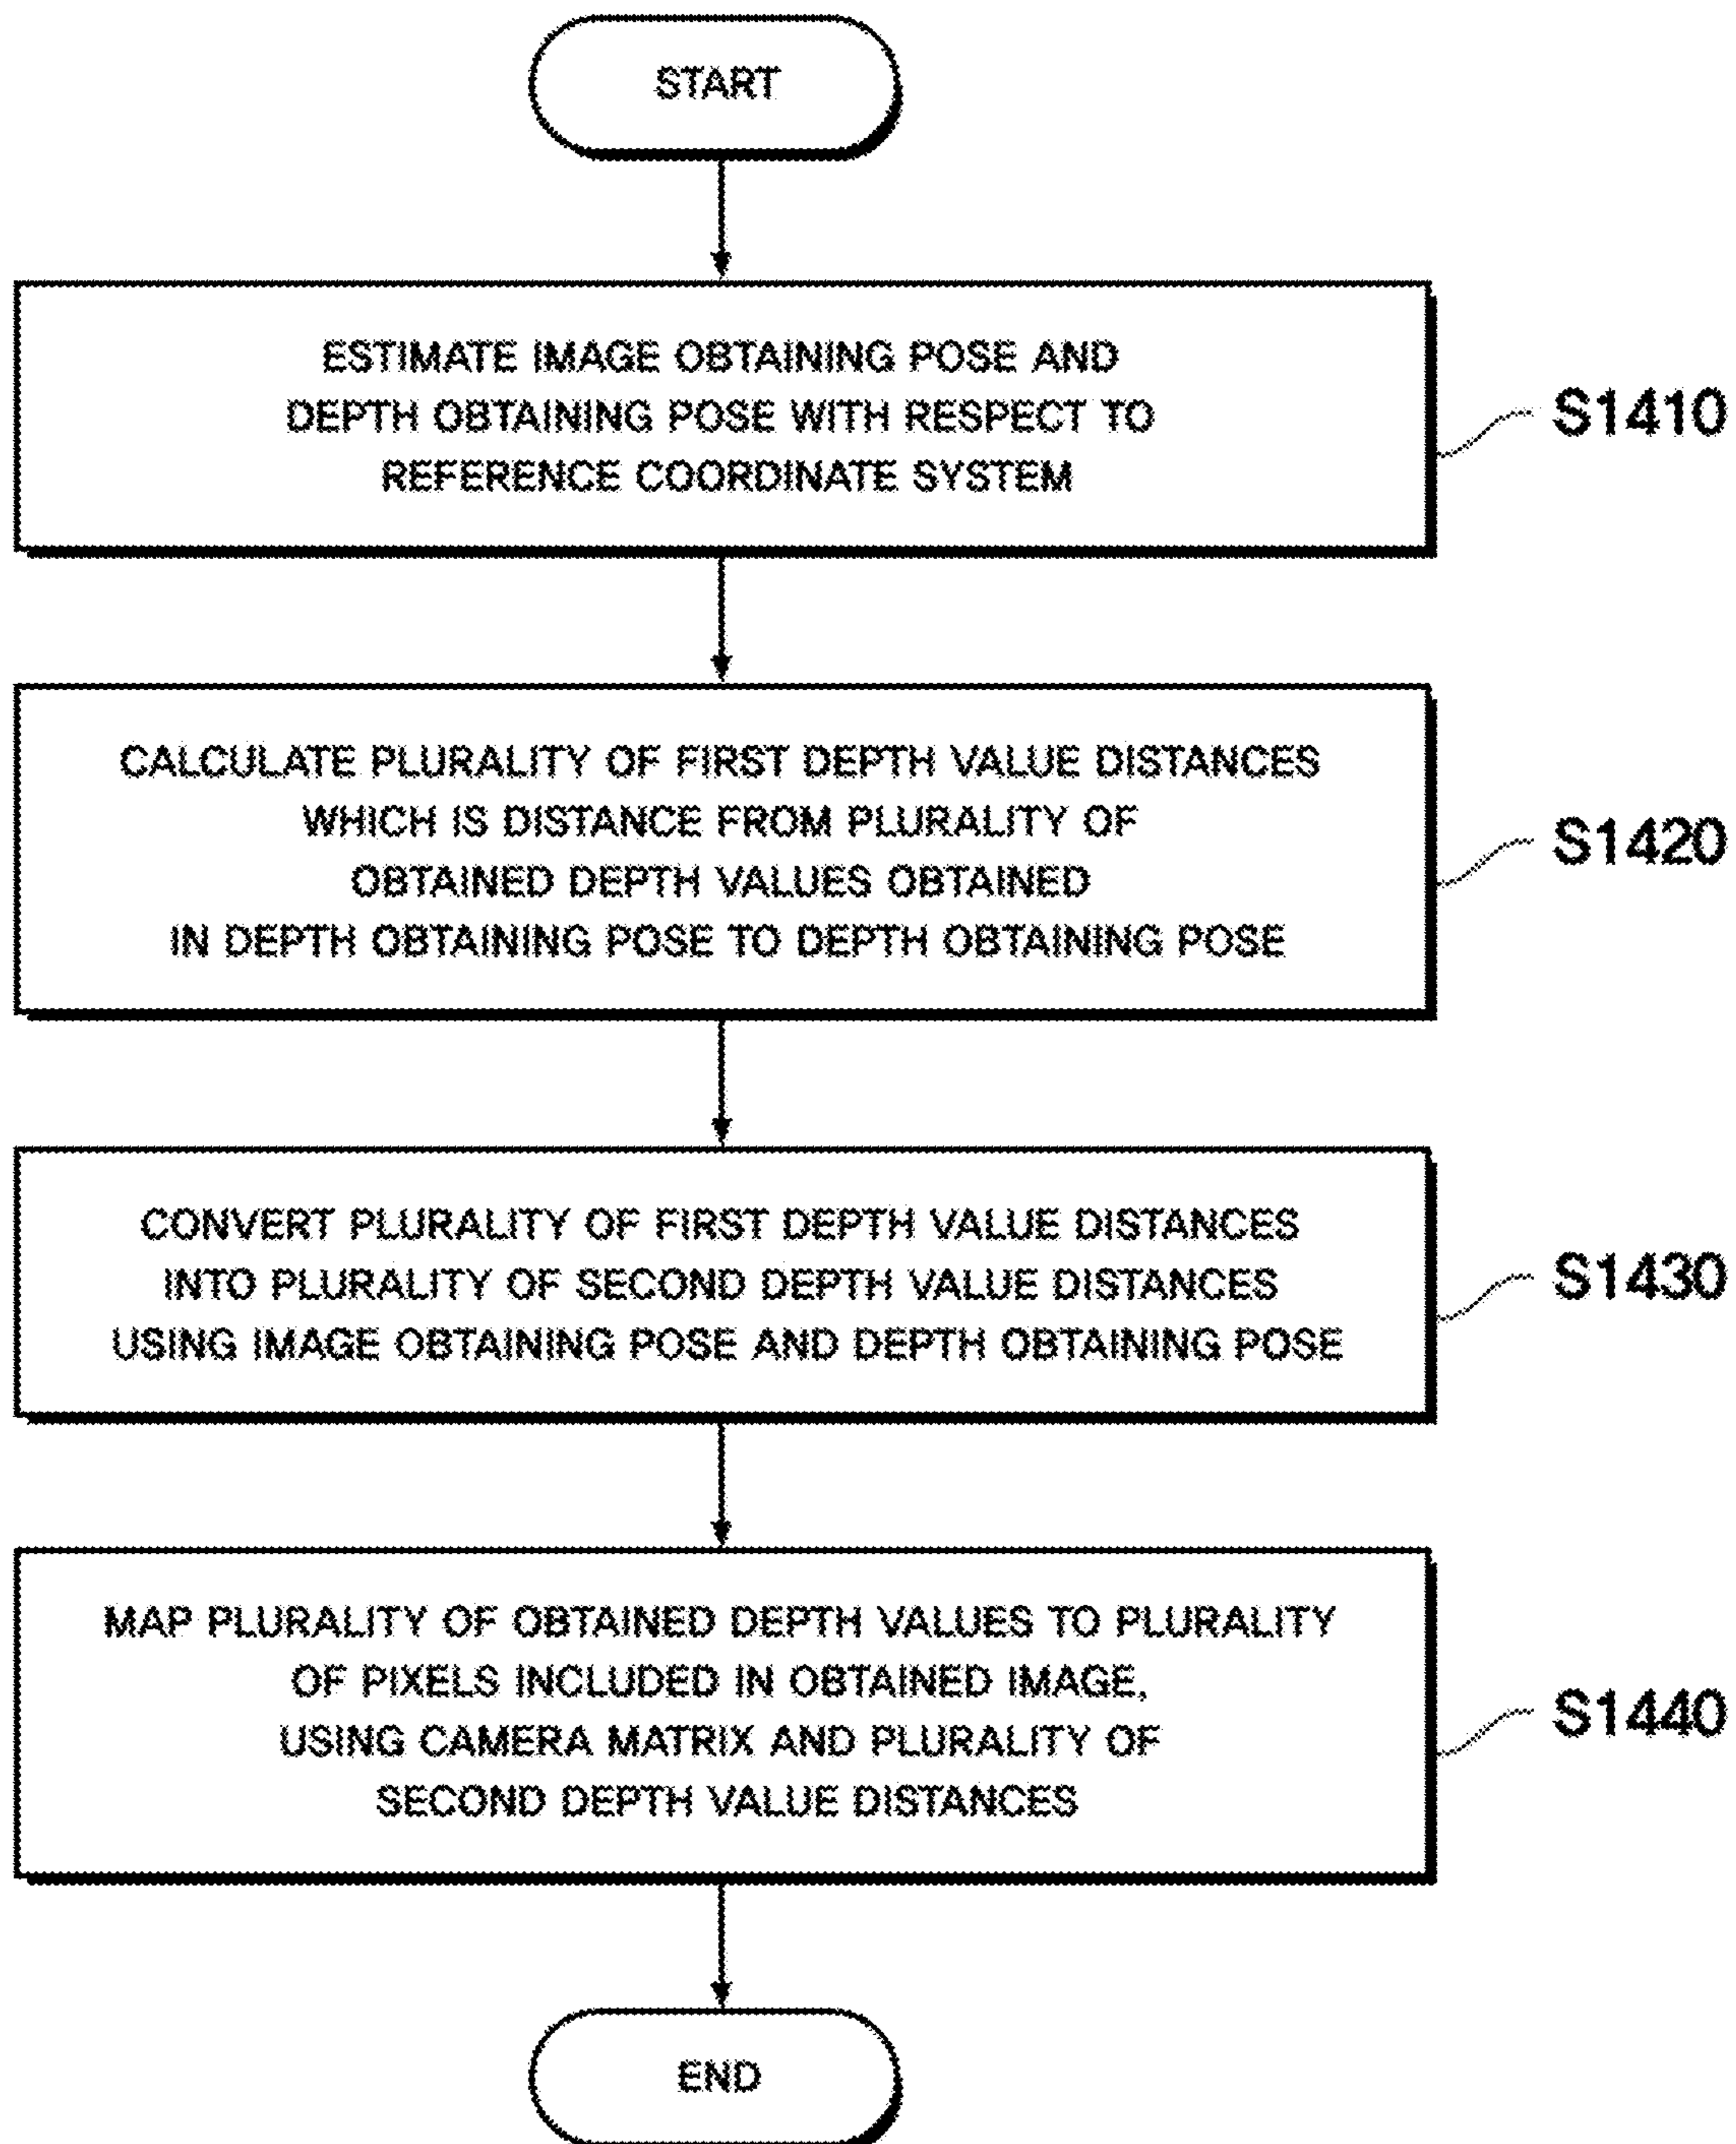 START
ESTIMATE IMAGE OBTAINING POSE AND
DEPTH OBTAINING POSE WITH RESPECT TO
REFERENCE COORDINATE SYSTEM
S1410
CALCULATE PLURALITY OF FIRST DEPTH VALUE DISTANCES
WHICH IS DISTANCE FROM PLURALITY OF
OBTAINED DEPTH VALUES OBTAINED
IN DEPTH OBTAINING POSE TO DEPTH OBTAINING POSE
S1420
CONVERT PLURALITY OF FIRST DEPTH VALUE DISTANCES
INTO PLURALITY OF SECOND DEPTH VALUE DISTANCES
USING IMAGE OBTAINING POSE AND DEPTH OBTAINING POSE
S1430
MAP PLURALITY OF OBTAINED DEPTH VALUES TO PLURALITY
OF PIXELS INCLUDED IN OBTAINED IMAGE,
USING CAMERA MATRIX AND PLURALITY OF
SECOND DEPTH VALUE DISTANCES
S1440
END